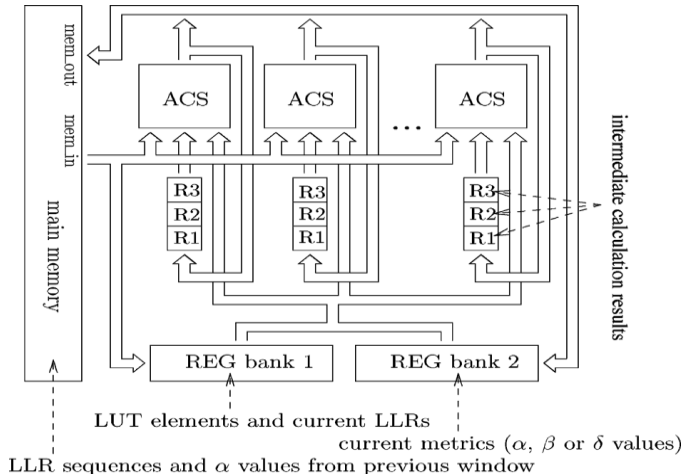 mem_out
mem_in
main memory
ACS
ACS
ACS
...
R3
R2
R1
R3
R2
R1
R3
R2
R1
intermediate calculation results
REG bank 1
REG bank 2
LUT elements and current LLRs
current metrics (α, β or δ values)
LLR sequences and α values from previous window